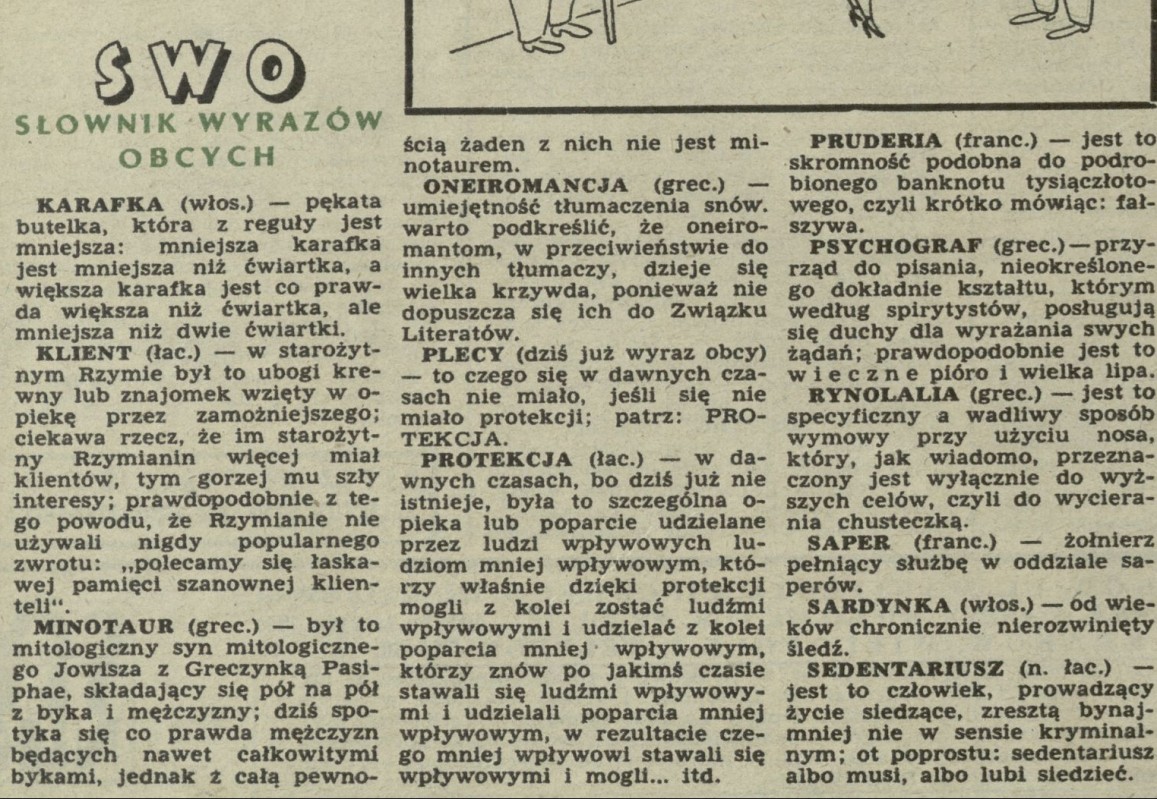 SWO
SŁOWNIK WYRAZÓW
OBCYCH
KARAFKA (włos.) — pękata
butelka, która z reguły jest
mniejsza: mniejsza karafka
jest mniejsza niż ćwiartka, a
większa karafka jest co praw-
da większa niż ćwiartka, ale
mniejsza niż dwie ćwiartki.
KLIENT (łac.) — w starożyt-
nym Rzymie był to ubogi kre-
wny lub znajomek wzięty w o-
piekę przez zamożniejszego;
ciekawa rzecz, że im starożyt-
ny Rzymianin więcej miał
klientów, tym gorzej mu szły
interesy; prawdopodobnie z te-
go powodu, że Rzymianie nie
używali nigdy popularnego
zwrotu: „polecamy się łaska-
wej pamięci szanownej klien-
teli“.
MINOTAUR (grec.) — był to
mitologiczny syn mitologiczne-
go Jowisza z Greczynką Pasi-
phae, składający się pół na pół
z byka i mężczyzny; dziś spo-
tyka się co prawda mężczyzn
będących nawet całkowitymi
bykami, jednak z całą pewno-
ścią żaden z nich nie jest mi-
notaurem.
ONEIROMANCJA (grec.) —
umiejętność tłumaczenia snów.
warto podkreślić, że oneiro-
mantom, w przeciwieństwie do
innych tłumaczy, dzieje się
wielka krzywda, ponieważ nie
dopuszcza się ich do Związku
Literatów.
PLECY (dziś już wyraz obcy)
— to czego się w dawnych cza-
sach nie miało, jeśli się nie
miało protekcji; patrz: PRO-
TEKCJA.
PROTEKCJA (łac.) — w da-
wnych czasach, bo dziś już nie
istnieje, była to szczególna o-
pieka lub poparcie udzielane
przez ludzi wpływowych lu-
dziom mniej wpływowym, któ-
rzy właśnie dzięki protekcji
mogli z kolei zostać ludźmi
wpływowymi i udzielać z kolei
poparcia mniej wpływowym,
którzy znów po jakimś czasie
stawali się ludźmi wpływowy-
mi i udzielali poparcia mniej
wpływowym, w rezultacie cze-
go mniej wpływowi stawali się
wpływowymi i mogli... itd.
PRUDERIA (franc.) — jest to
skromność podobna do podro-
bionego banknotu tysiączłoto-
wego, czyli krótko mówiąc: fał-
szywa.
PSYCHOGRAF (grec.) — przy-
rząd do pisania, nieokreślone-
go dokładnie kształtu, którym
według spirytystów, posługują
się duchy dla wyrażania swych
żądań; prawdopodobnie jest to
wieczne pióro i wielka lipa.
RYNOLALIA (grec.) — jest to
specyficzny a wadliwy sposób
wymowy przy użyciu nosa,
który, jak wiadomo, przezna-
czony jest wyłącznie do wyż-
szych celów, czyli do wyciera-
nia chusteczką.
SAPER (franc.) — żołnierz
pełniący służbę w oddziale sa-
perów.
SARDYNKA (włos.) — od wie-
ków chronicznie nierozwinięty
śledź.
SEDENTARIUSZ (n. łac.) —
jest to człowiek, prowadzący
życie siedzące, zresztą bynaj-
mniej nie w sensie kryminal-
nym; ot poprostu: sedentariusz
albo musi, albo lubi siedzieć.